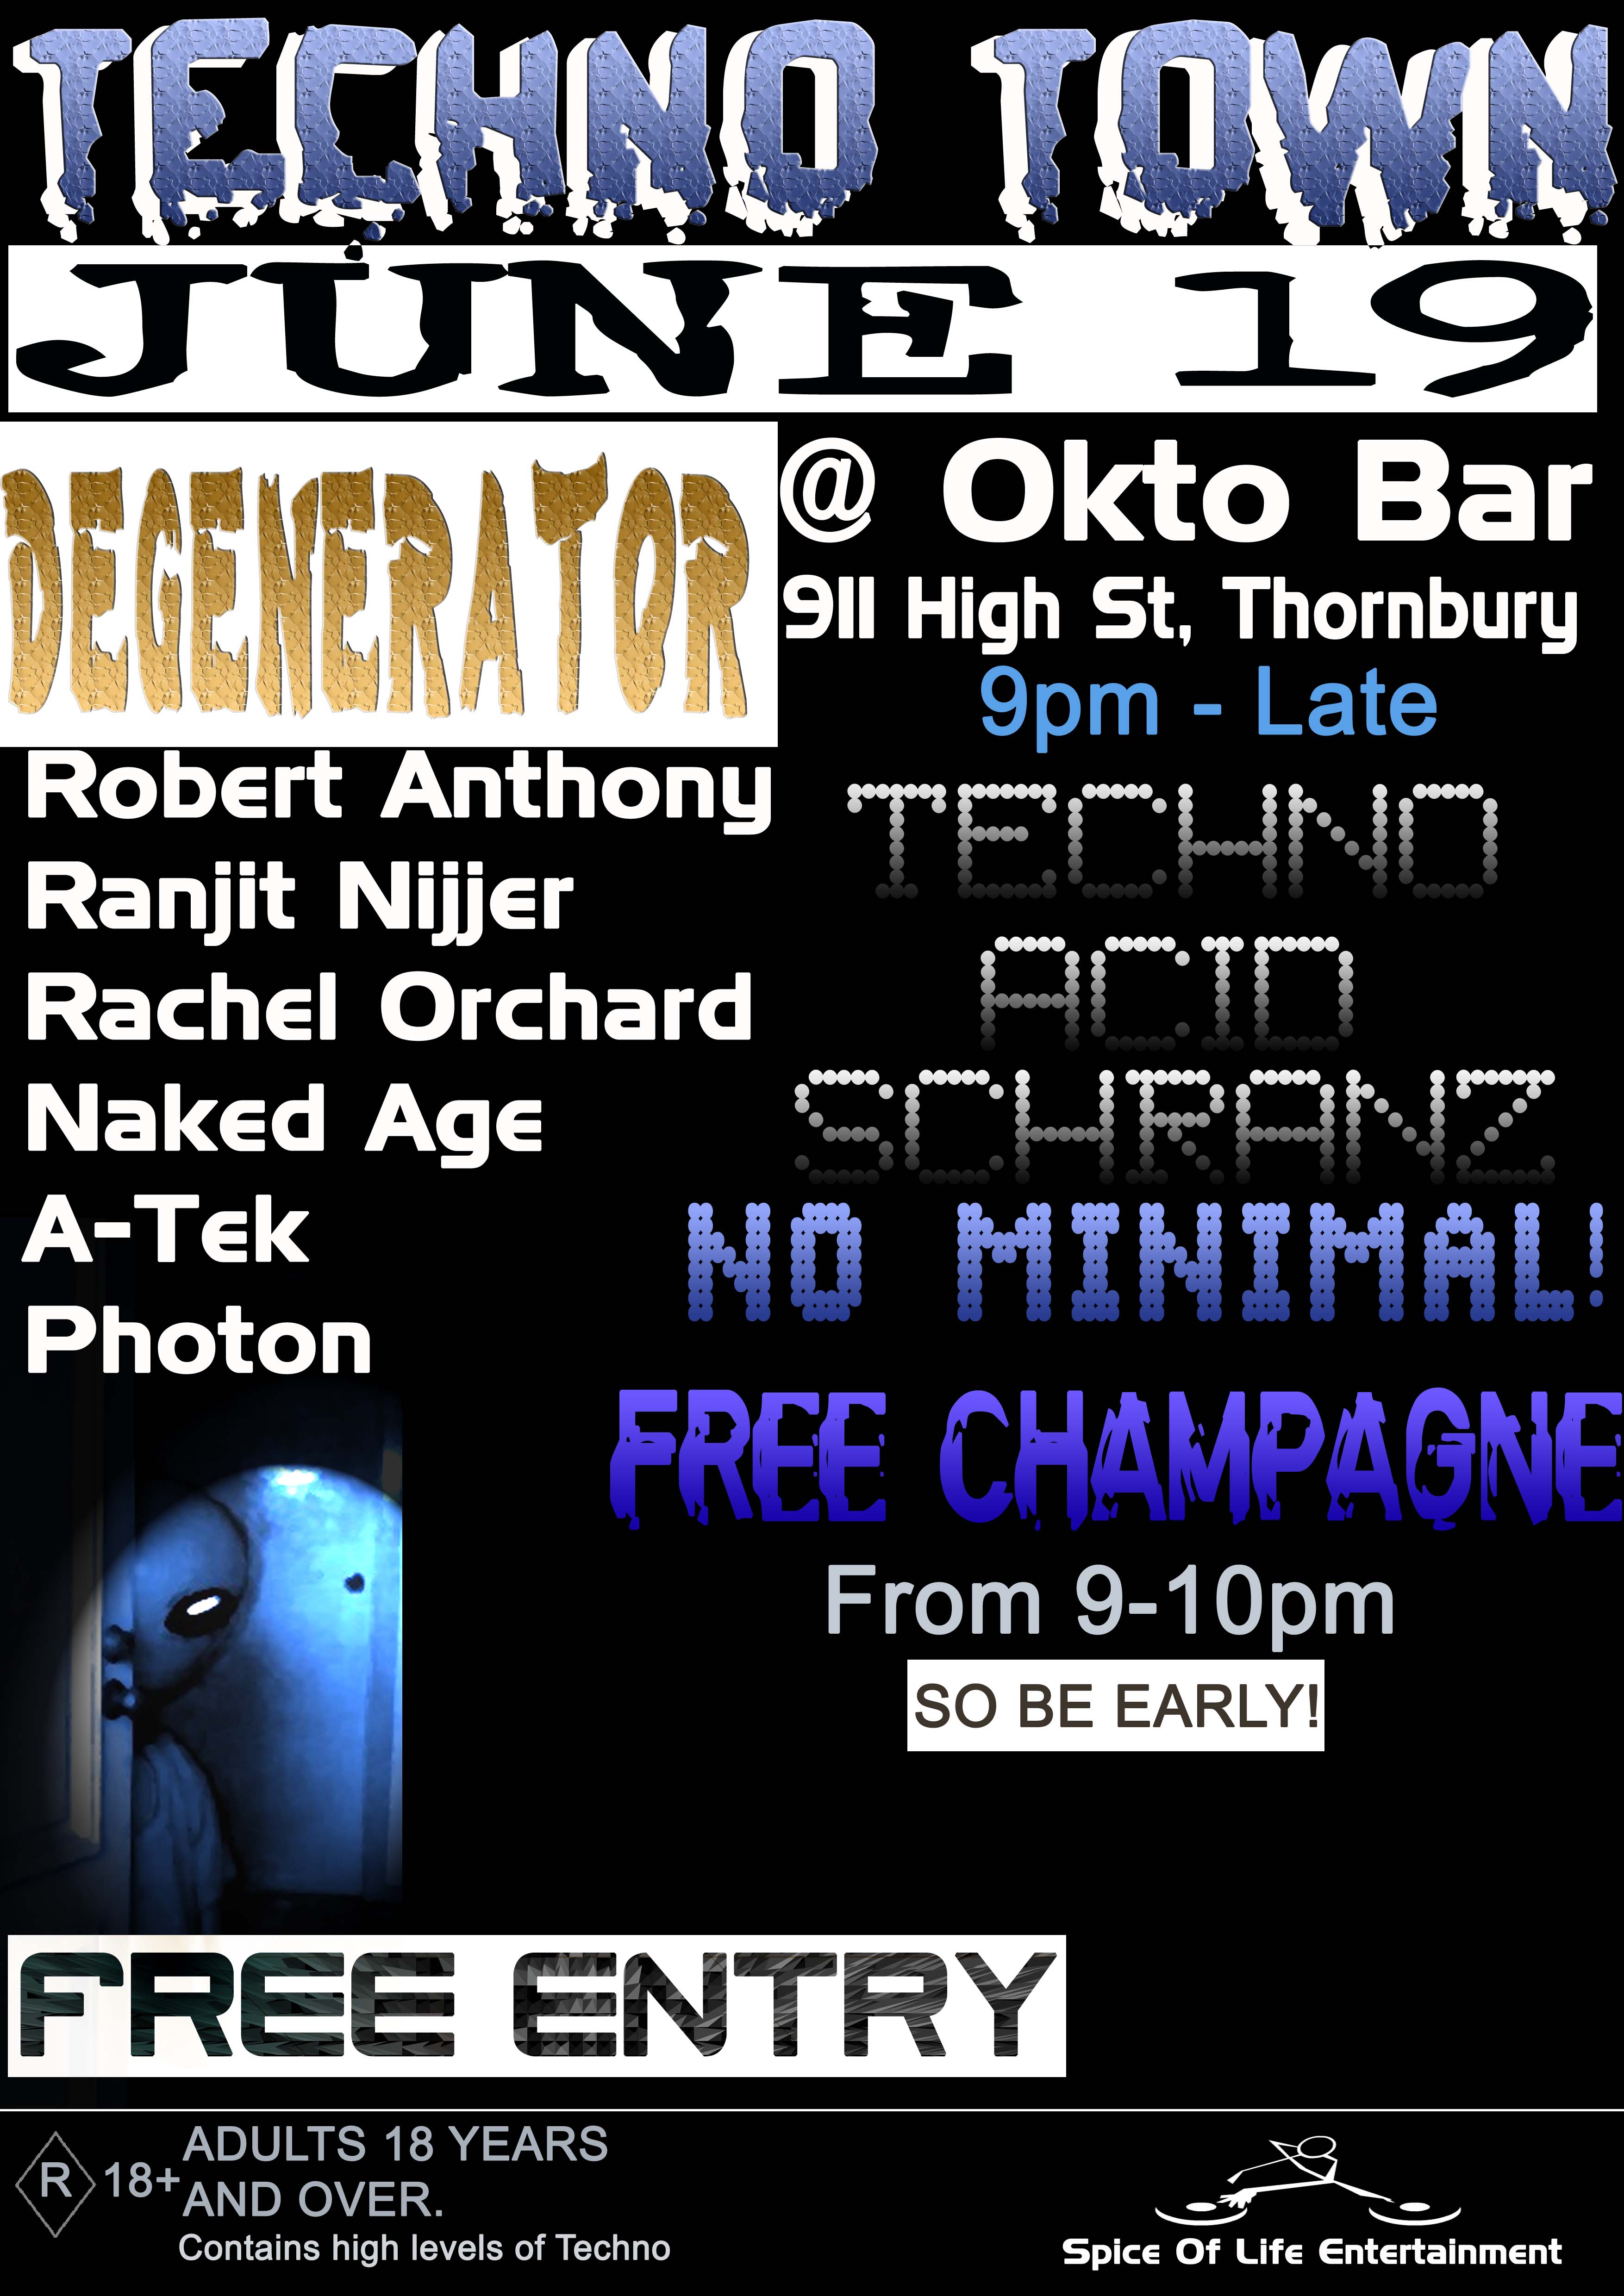 TECHNO TOWN
JUNE 19
DEGENERATOR
Robert Anthony
Ranjit Nijjer
Rachel Orchard
Naked Age
A-Tek
Photon
@ Okto Bar
911 High St, Thornbury
9pm - Late
TECHNO
ACID
SCHRANZ
NO MINIMAL!
FREE CHAMPAGNE
From 9-10pm
SO BE EARLY!
FREE ENTRY
R 18+
ADULTS 18 YEARS
AND OVER.
Contains high levels of Techno
Spice Of Life Entertainment